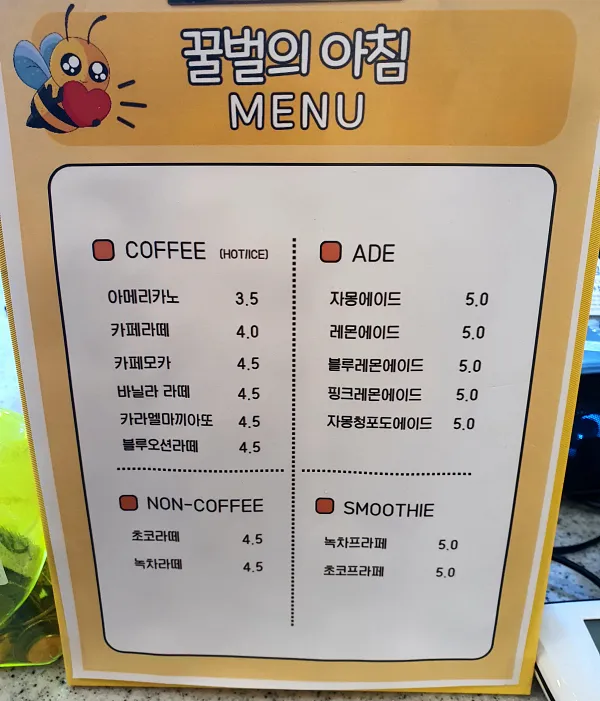 꿀벌의 아침
MENU
COFFEE (HOT/ICE)
아메리카노 3.5
카페라떼 4.0
카페모카 4.5
바닐라 라떼 4.5
카라멜마끼아또 4.5
블루오션라떼 4.5
NON-COFFEE
초코라떼 4.5
녹차라떼 4.5
ADE
자몽에이드 5.0
레몬에이드 5.0
블루레몬에이드 5.0
핑크레몬에이드 5.0
자몽청포도에이드 5.0
SMOOTHIE
녹차프라페 5.0
초코프라페 5.0